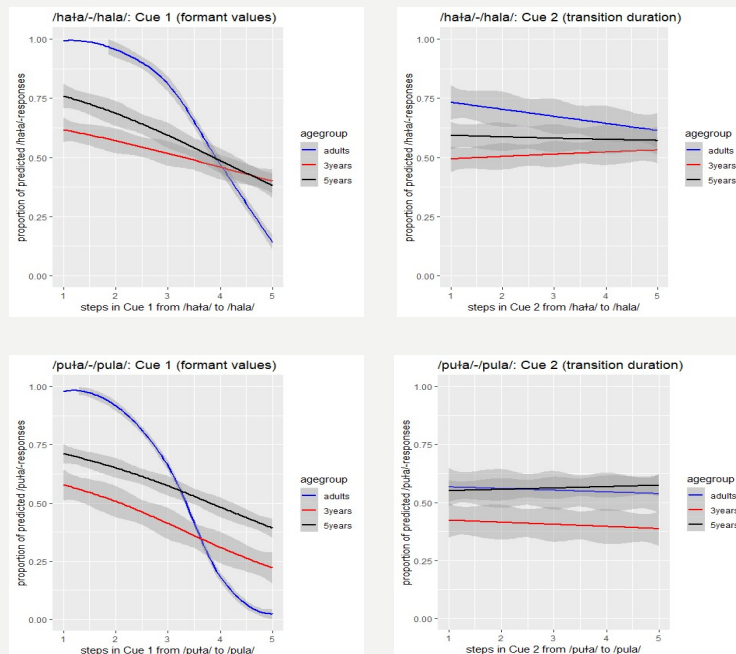 /hała/-/hala/: Cue 1 (formant values)
proportion of predicted /hała/-responses
1.00
0.75
0.50
0.25
0.00
1 2 3 4 5
steps in Cue 1 from /hała/ to /hala/
agegroup
adults
3years
5years
/hała/-/hala/: Cue 2 (transition duration)
proportion of predicted /hała/-responses
1.00
0.75
0.50
0.25
0.00
1 2 3 4 5
steps in Cue 2 from /hała/ to /hala/
agegroup
adults
3years
5years
/puła/-/pula/: Cue 1 (formant values)
proportion of predicted /puła/-responses
1.00
0.75
0.50
0.25
0.00
1 2 3 4 5
steps in Cue 1 from /puła/ to /pula/
agegroup
adults
3years
5years
/puła/-/pula/: Cue 2 (transition duration)
proportion of predicted /puła/-responses
1.00
0.75
0.50
0.25
0.00
1 2 3 4 5
steps in Cue 2 from /puła/ to /pula/
agegroup
adults
3years
5years